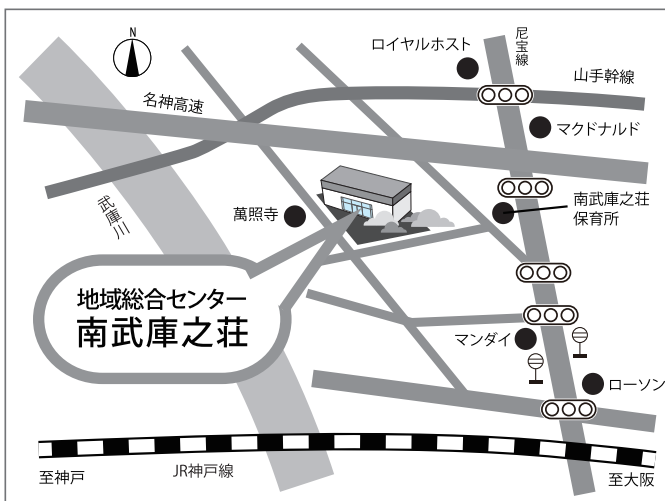 N
ロイヤルホスト
尼宝線
山手幹線
名神高速
マクドナルド
武庫川
萬照寺
南武庫之荘
保育所
地域総合センター
南武庫之荘
マンダイ
ローソン
至神戸
JR神戸線
至大阪